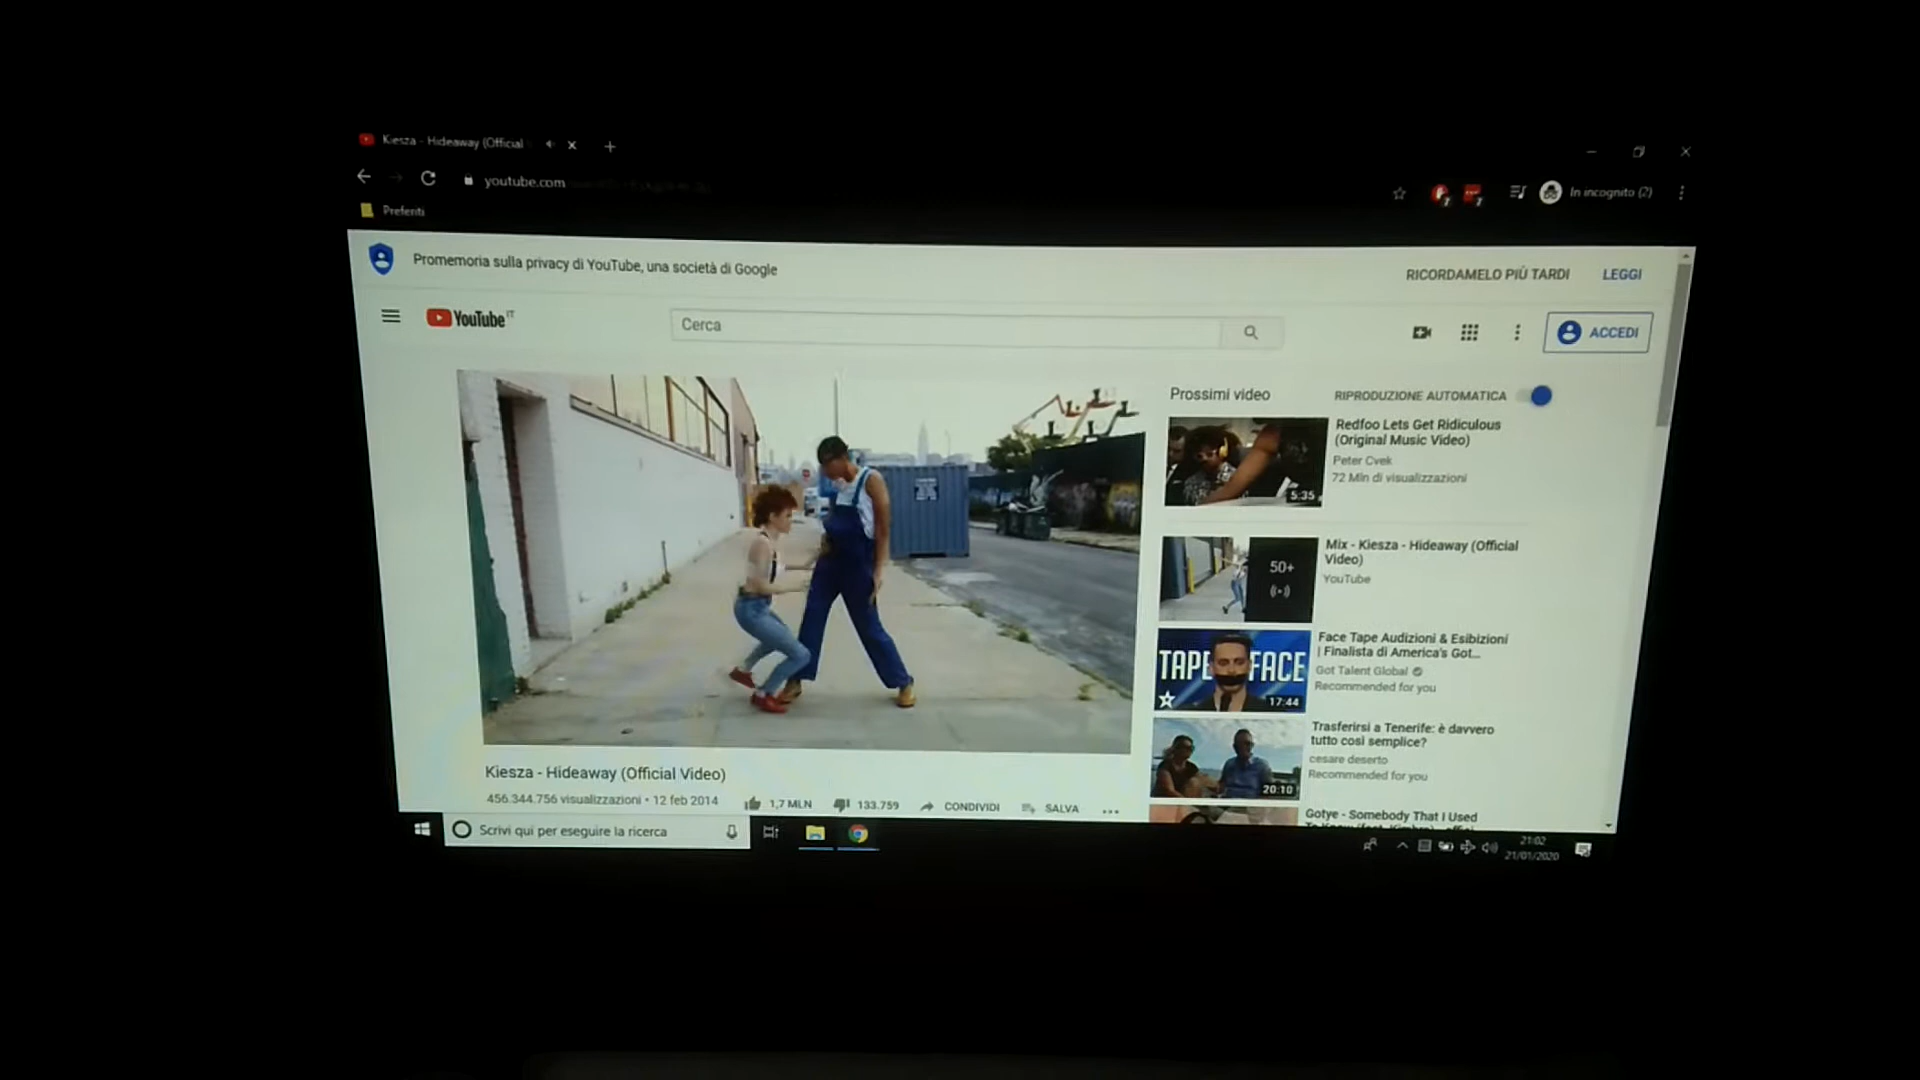 Kiesza - Hideaway (Official
youtube.com
In incognito (2)
Preferiti
Promemoria sulla privacy di YouTube, una società di Google
RICORDAMELO PIÙ TARDI
LEGGI
YouTube IT
Cerca
ACCEDI
Prossimi video
RIPRODUZIONE AUTOMATICA
Redfoo Lets Get Ridiculous
(Original Music Video)
Peter Cvek
72 Mln di visualizzazioni
5:35
Mix - Kiesza - Hideaway (Official
Video)
YouTube
50+
Face Tape Audizioni & Esibizioni
| Finalista di America's Got...
Got Talent Global
Recommended for you
TAPE FACE
17:44
Trasferirsi a Tenerife: è davvero
tutto così semplice?
cesare deserto
Recommended for you
20:10
Gotye - Somebody That I Used
Kiesza - Hideaway (Official Video)
456.344.756 visualizzazioni • 12 feb 2014
1,7 MLN
133.759
CONDIVIDI
SALVA
Scrivi qui per eseguire la ricerca
21:02
21/01/2020